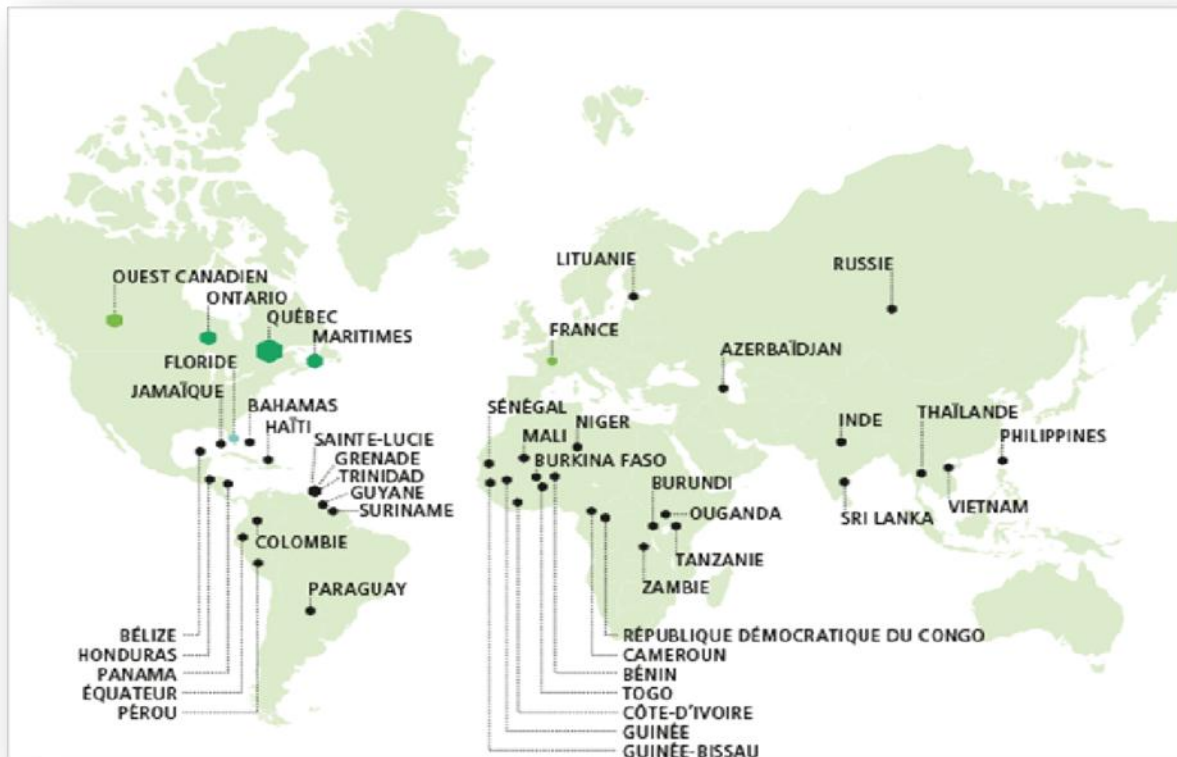 LITUANIE
RUSSIE
OUEST CANADIEN
ONTARIO
QUÉBEC
MARITIMES
FRANCE
AZERBAÏDJAN
FLORIDE
JAMAÏQUE
BAHAMAS
HAÏTI
SAINTE-LUCIE
GRENADE
TRINIDAD
GUYANE
SURINAME
SÉNÉGAL
NIGER
MALI
BURKINA FASO
INDE
THAÏLANDE
PHILIPPINES
BURUNDI
OUGANDA
SRI LANKA
VIETNAM
COLOMBIE
TANZANIE
ZAMBIE
PARAGUAY
BÉLIZE
HONDURAS
PANAMA
ÉQUATEUR
PÉROU
RÉPUBLIQUE DÉMOCRATIQUE DU CONGO
CAMEROUN
BÉNIN
TOGO
CÔTE-D'IVOIRE
GUINÉE
GUINÉE-BISSAU